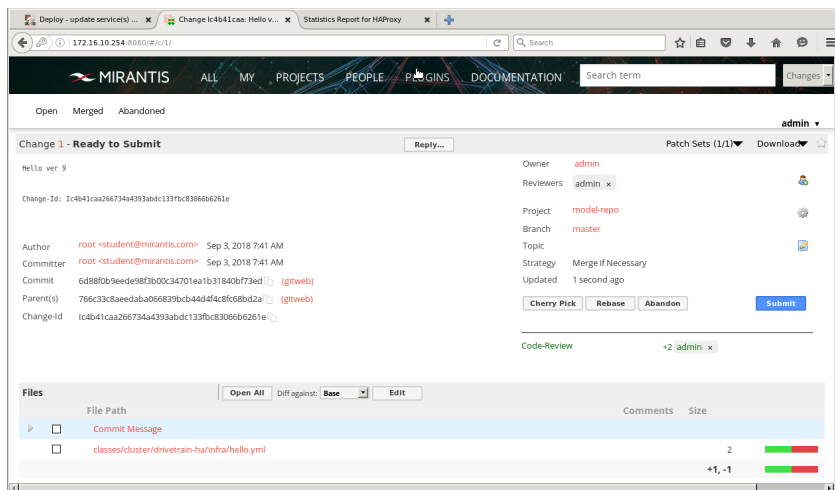 Deploy - update service(s) ... x
Change Ic4b41caa: Hello v... x
Statistics Report for HAProxy x
172.16.10.254:8080/#/c/1/
Search
MIRANTIS ALL MY PROJECTS PEOPLE PLUGINS DOCUMENTATION Search term Changes
Open Merged Abandoned
admin
Change 1 - Ready to Submit Reply... Patch Sets (1/1) Download
Hello ver 9
Change-Id: Ic4b41caa266734a4393abdc133fbc83066b6261e
Author root <student@mirantis.com> Sep 3, 2018 7:41 AM
Committer root <student@mirantis.com> Sep 3, 2018 7:41 AM
Commit 6d88f0b9eede98f3b00c34701ea1b31840bf73ed (gitweb)
Parent(s) 766c33c8aeedaba066839bcb44d4f4c8fc68bd2a (gitweb)
Change-Id Ic4b41caa266734a4393abdc133fbc83066b6261e
Owner admin
Reviewers admin x
Project model-repo
Branch master
Topic
Strategy Merge if Necessary
Updated 1 second ago
Cherry Pick Rebase Abandon Submit
Code-Review +2 admin x
Files Open All Diff against: Base Edit
File Path Comments Size
Commit Message
classes/cluster/drivetrain-ha/infra/hello.yml 2
+1, -1